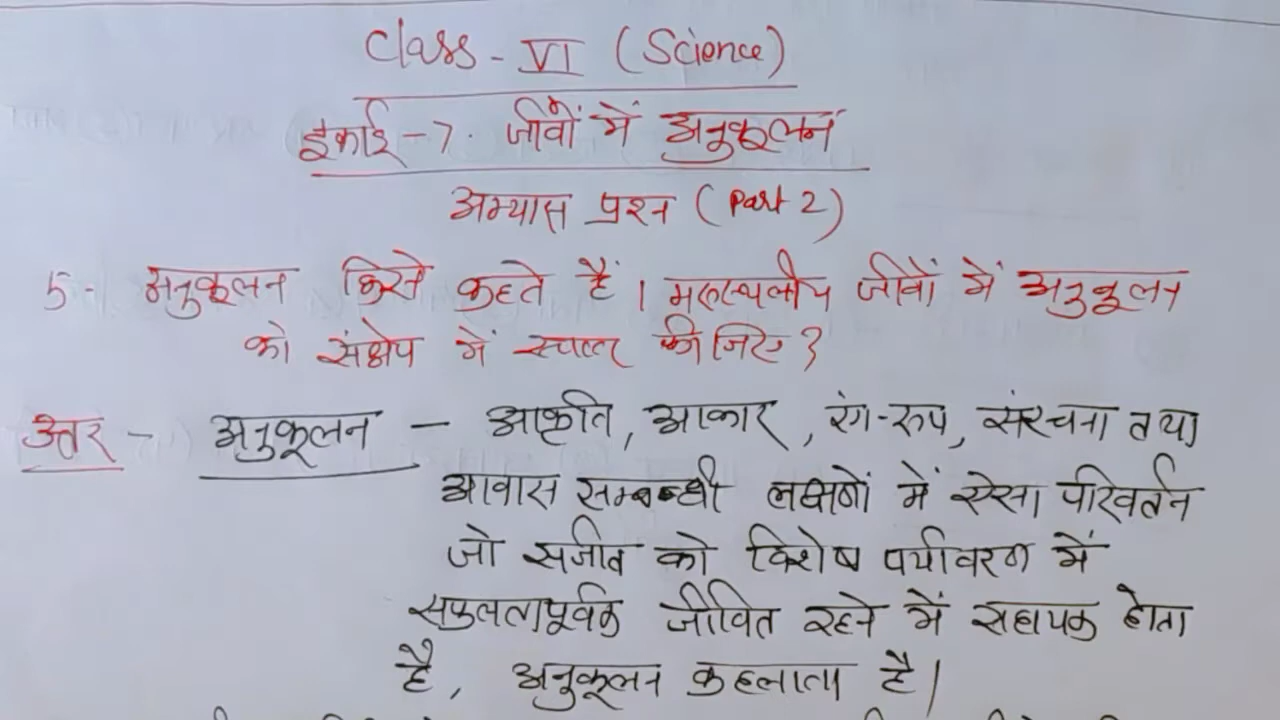 Class - VI (Science)
इकाई - 7. जीवों में अनुकूलन
अभ्यास प्रश्न (Part 2)
5- अनुकूलन किसे कहते हैं । मरुस्थलीय जीवों में अनुकूलन
को संक्षेप में स्पष्ट कीजिए ?
उत्तर - अनुकूलन - आकृति, आकार, रंग-रुप, संरचना तथा
आवास सम्बन्धी लक्षणों में ऐसा परिवर्तन
जो सजीव को विशेष पर्यावरण में
सफलतापूर्वक जीवित रहने में सहायक होता
है, अनुकूलन कहलाता है।